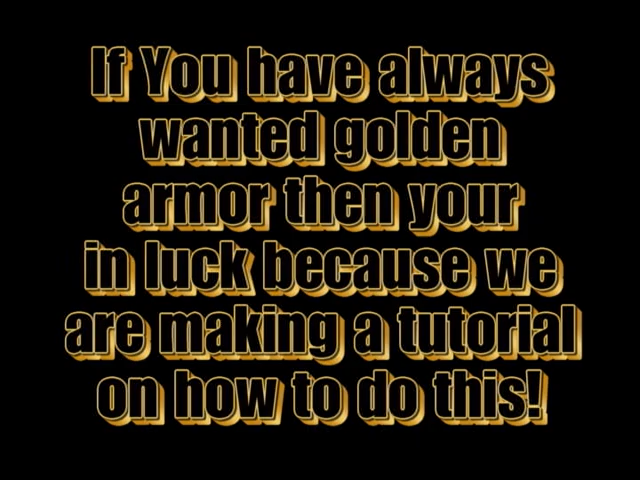 If You have always
wanted golden
armor then your
in luck because we
are making a tutorial
on how to do this!